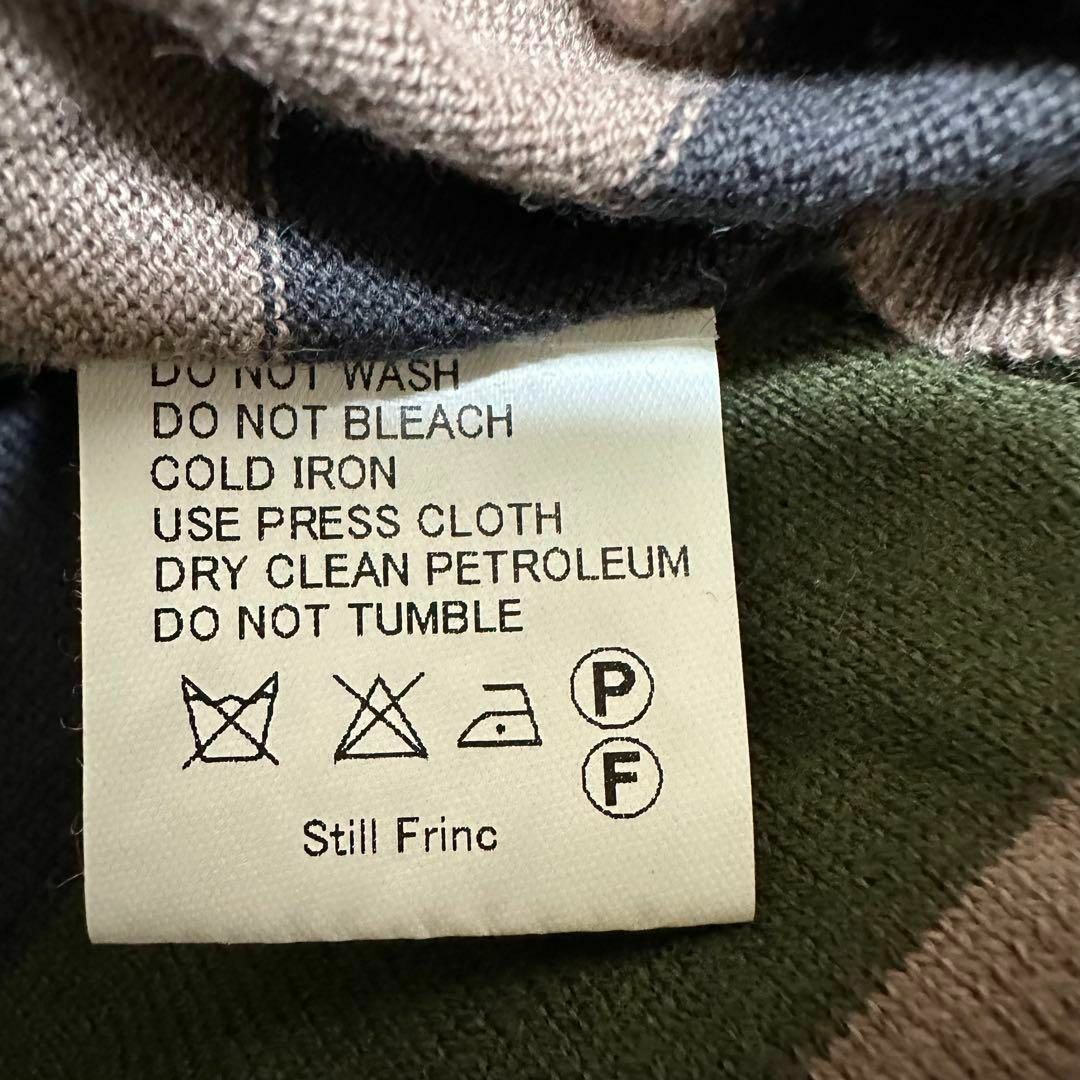 DO NOT WASH
DO NOT BLEACH
COLD IRON
USE PRESS CLOTH
DRY CLEAN PETROLEUM
DO NOT TUMBLE
P
F
Still Frinc